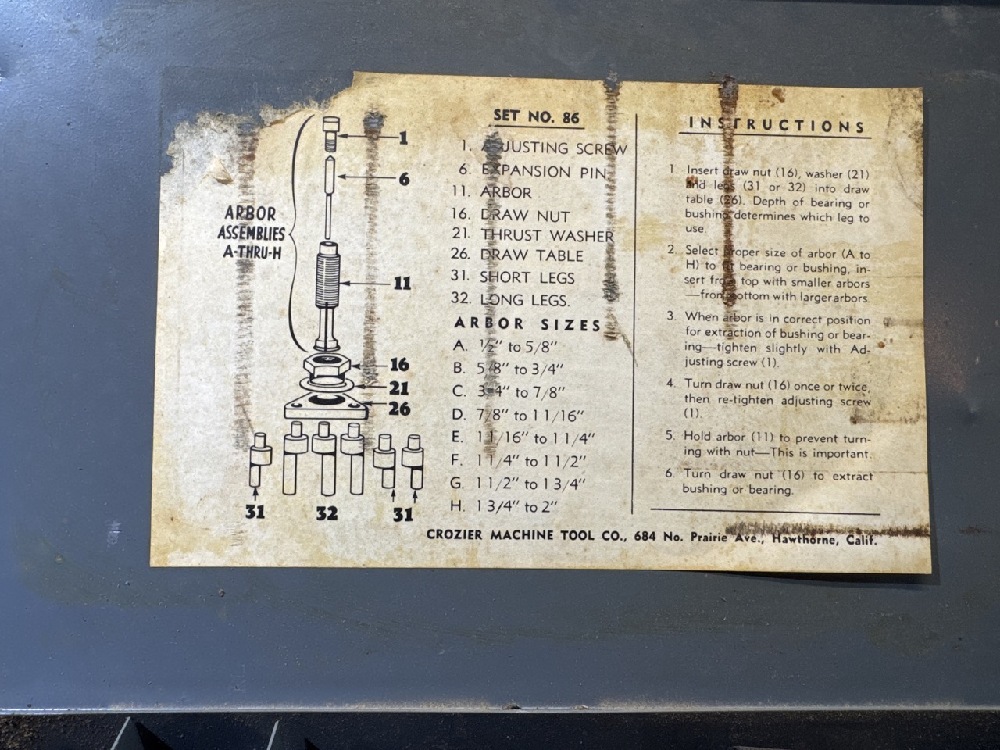 ARBOR
ASSEMBLIES
A-THRU-H
1
6
11
16
21
26
31
32
31
SET NO. 86
1. ADJUSTING SCREW
6. EXPANSION PIN
11. ARBOR
16. DRAW NUT
21. THRUST WASHER
26. DRAW TABLE
31. SHORT LEGS
32. LONG LEGS.
ARBOR SIZES
A. 1/2" to 5/8"
B. 5/8" to 3/4"
C. 3/4" to 7/8"
D. 7/8" to 1 1/16"
E. 1 1/16" to 1 1/4"
F. 1 1/4" to 1 1/2"
G. 1 1/2" to 1 3/4"
H. 1 3/4" to 2"
INSTRUCTIONS
1 Insert draw nut (16), washer (21)
and legs (31 or 32) into draw
table (26). Depth of bearing or
bushing determines which leg to
use.
2. Select proper size of arbor (A to
H) to fit bearing or bushing, in-
sert from top with smaller arbors
—from bottom with larger arbors.
3. When arbor is in correct position
for extraction of bushing or bear-
ing—tighten slightly with Ad-
justing screw (1).
4. Turn draw nut (16) once or twice,
then re-tighten adjusting screw
(1).
5. Hold arbor (11) to prevent turn-
ing with nut—This is important.
6. Turn draw nut (16) to extract
bushing or bearing.
CROZIER MACHINE TOOL CO., 684 No. Prairie Ave., Hawthorne, Calif.